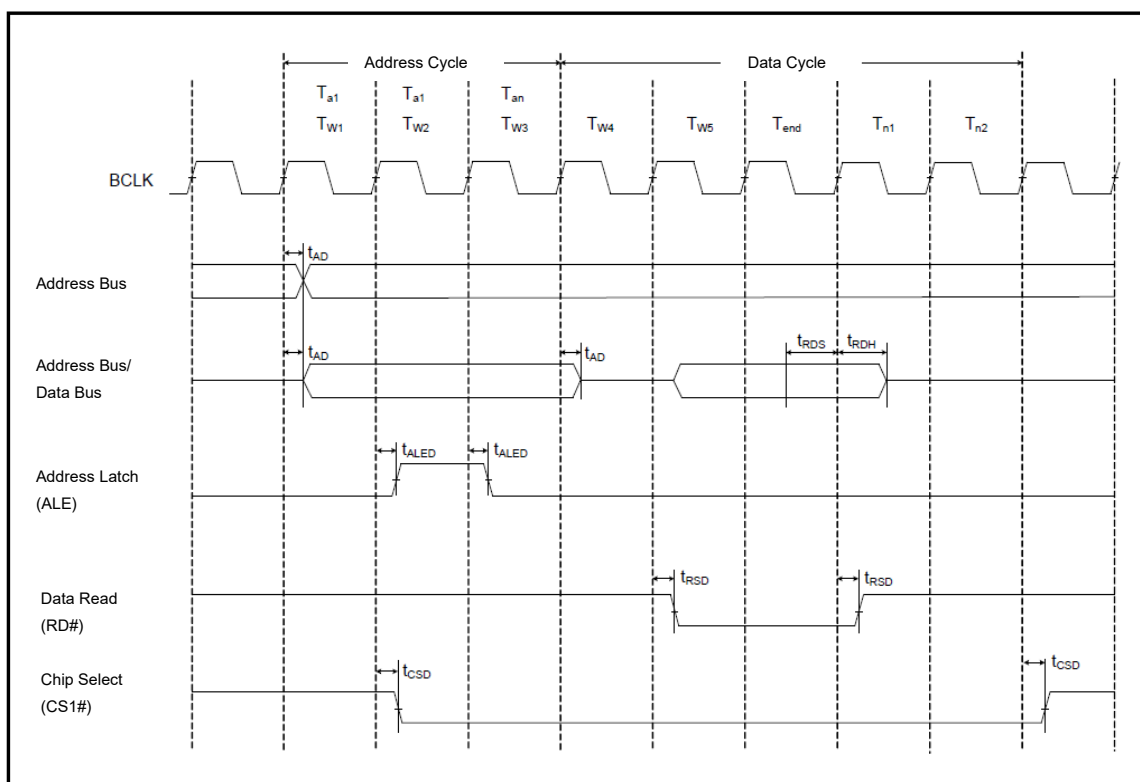 Address Cycle
Data Cycle
Ta1
Ta1
Tan
TW1
TW2
TW3
TW4
TW5
Tend
Tn1
Tn2
BCLK
tAD
Address Bus
tAD
tAD
tRDS
tRDH
Address Bus/
Data Bus
tALED
tALED
Address Latch
(ALE)
tRSD
tRSD
Data Read
(RD#)
tCSD
tCSD
Chip Select
(CS1#)